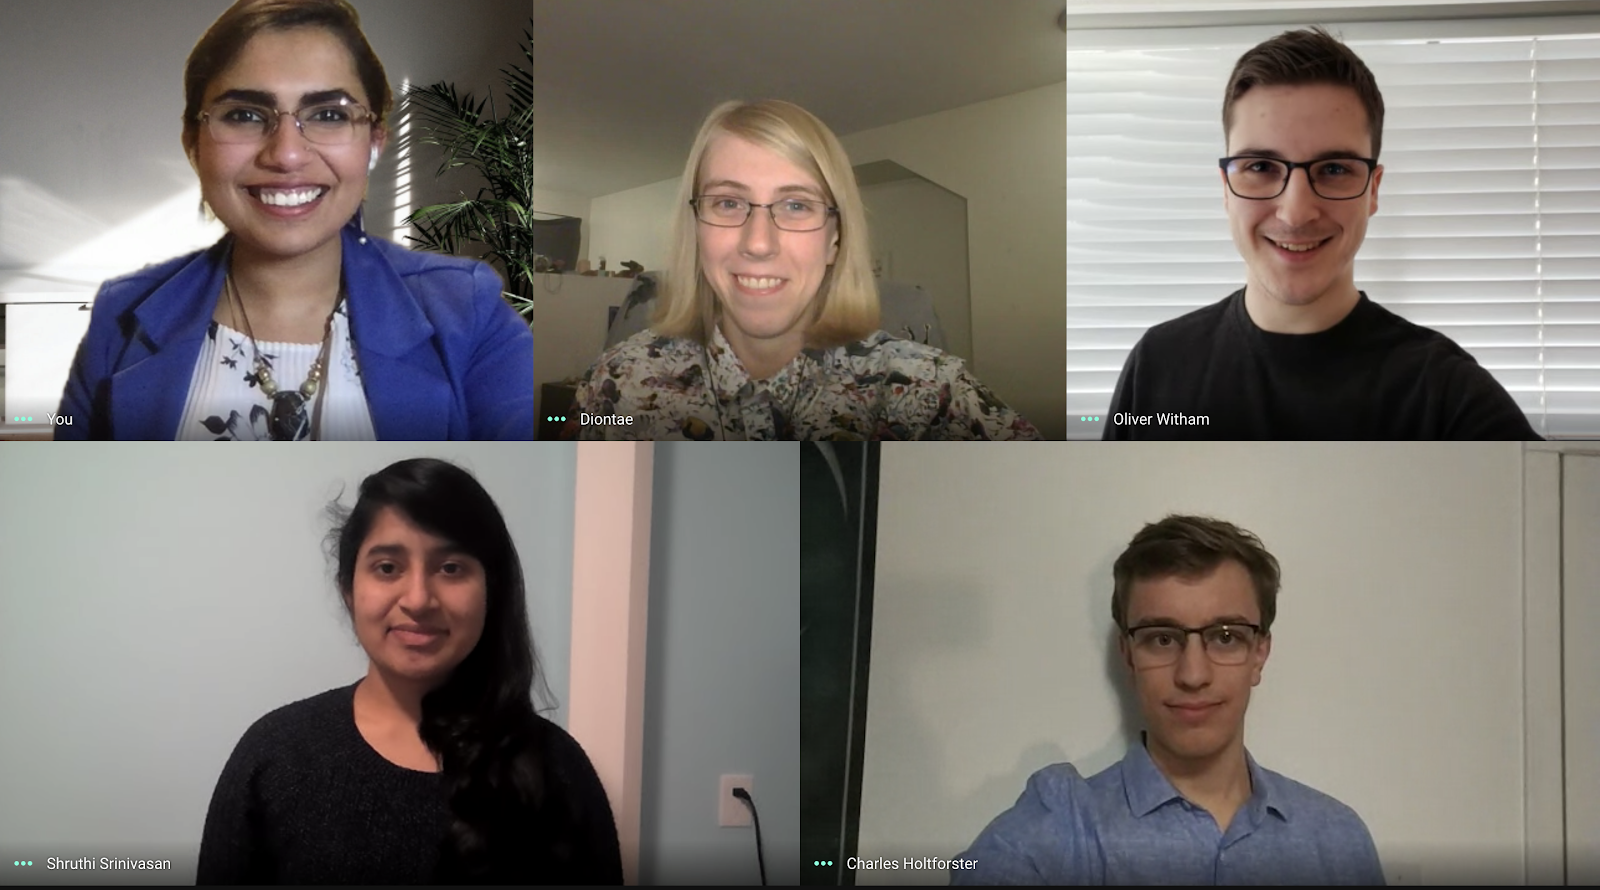 You
Diontae
Oliver Witham
Shruthi Srinivasan
Charles Holtforster